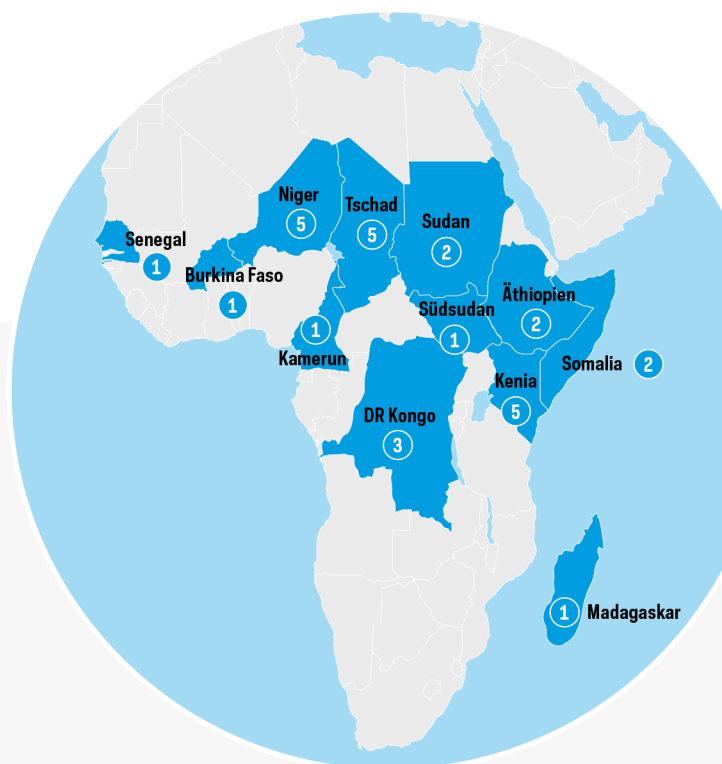 Niger
5
Tschad
5
Sudan
2
Senegal
1
Burkina Faso
1
Äthiopien
2
Südsudan
1
1
Kamerun
Somalia 2
Kenia
5
DR Kongo
3
1 Madagaskar